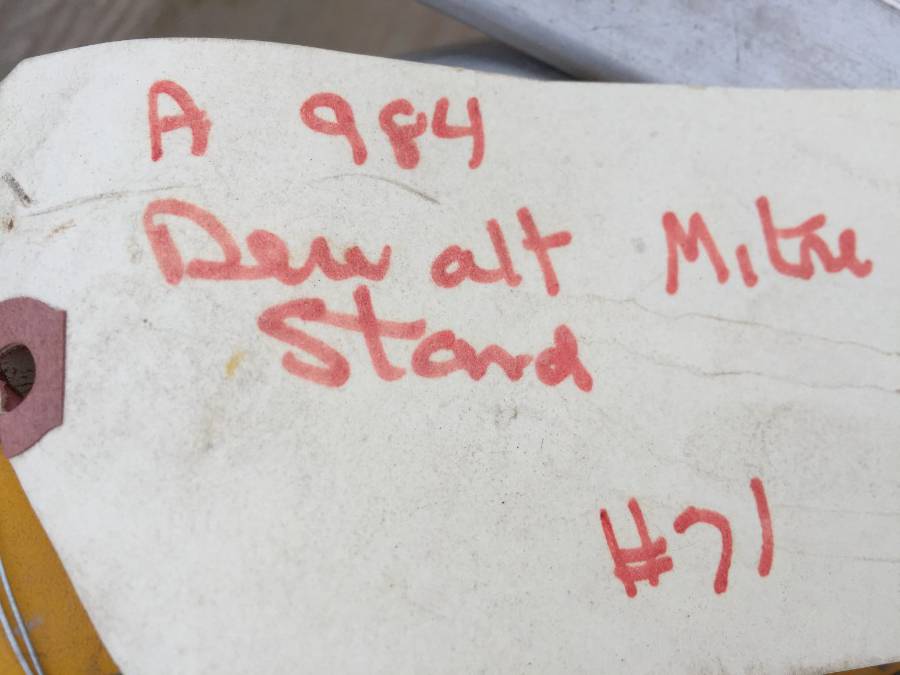 A 984
Dewalt Mitre
Stand
#71